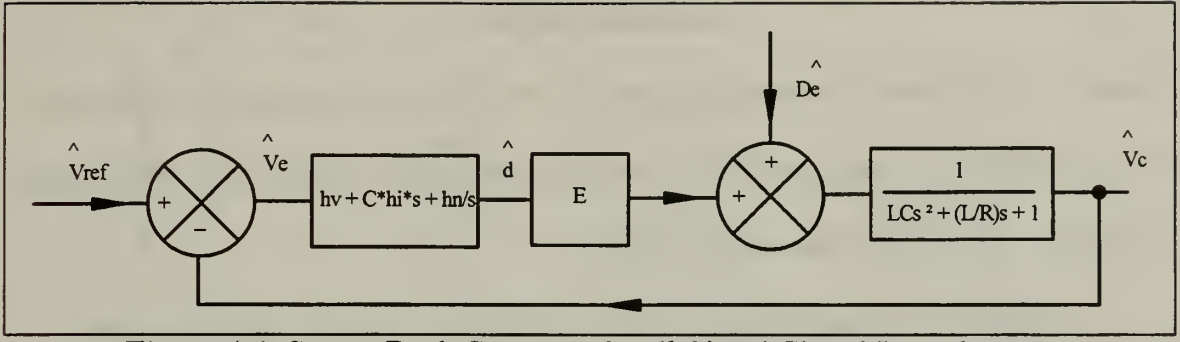 ^
De
^
Vref
^
Ve
hv + C*hi*s + hn/s
^
d
E
1
LCs² + (L/R)s + 1
^
Vc
+
−
+
+